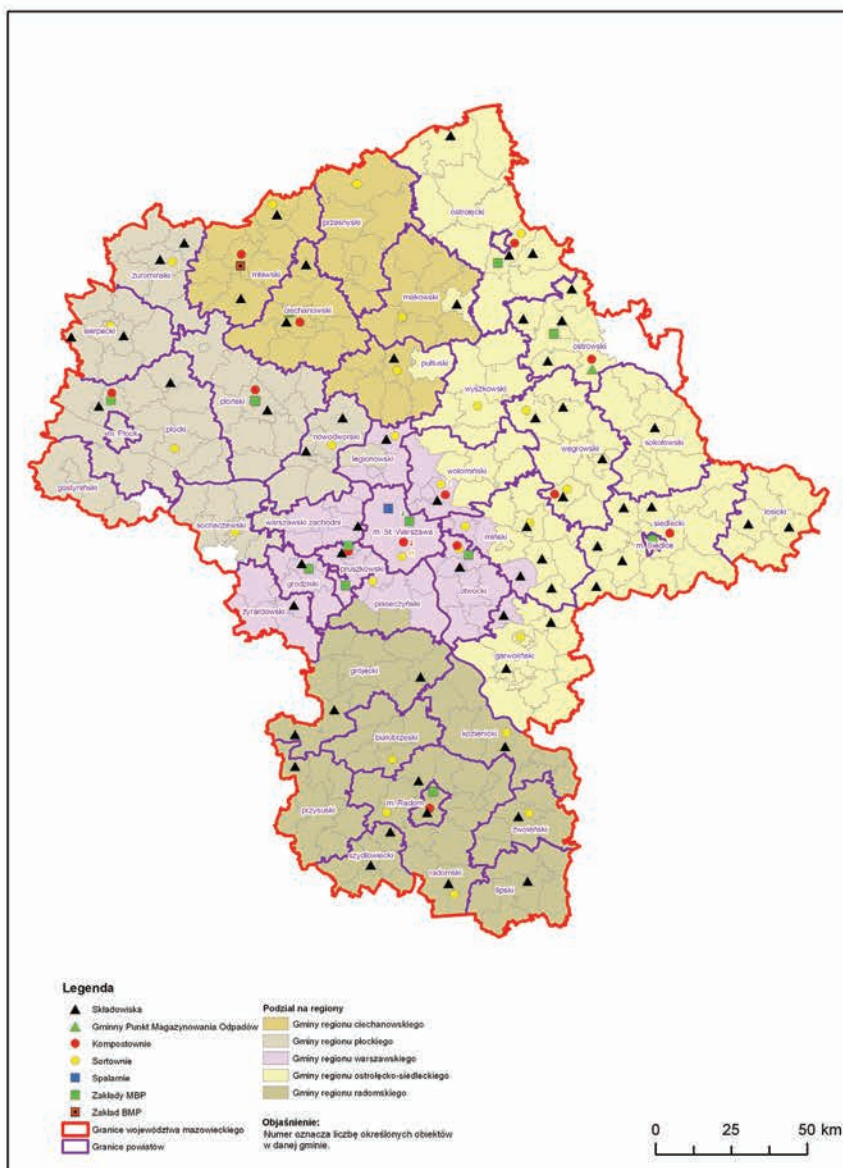 ostrołęcki
przasnyski
żuromiński
mławski
ciechanowski
makowski
sierpecki
ostrowski
pułtuski
wyszkowski
płoński
m. Płock
płocki
nowodworski
węgrowski
sokołowski
legionowski
wołomiński
gostyniński
sochaczewski
warszawski zachodni
m. St. Warszawa
miński
siedlecki
m. Siedlce
łosicki
pruszkowski
grodziski
otwocki
żyrardowski
piaseczyński
garwoliński
grójecki
białobrzeski
kozienicki
m. Radom
przysuski
zwoleński
szydłowiecki
radomski
lipski
Legenda
Składowiska
Gminny Punkt Magazynowania Odpadów
Kompostownie
Sortownie
Spalarnie
Zakłady MBP
Zakład BMP
Granice województwa mazowieckiego
Granice powiatów
Podział na regiony
Gminy regionu ciechanowskiego
Gminy regionu płockiego
Gminy regionu warszawskiego
Gminy regionu ostrołęcko-siedleckiego
Gminy regionu radomskiego
Objaśnienie:
Numer oznacza liczbę określonych obiektów
w danej gminie.
0 25 50 km